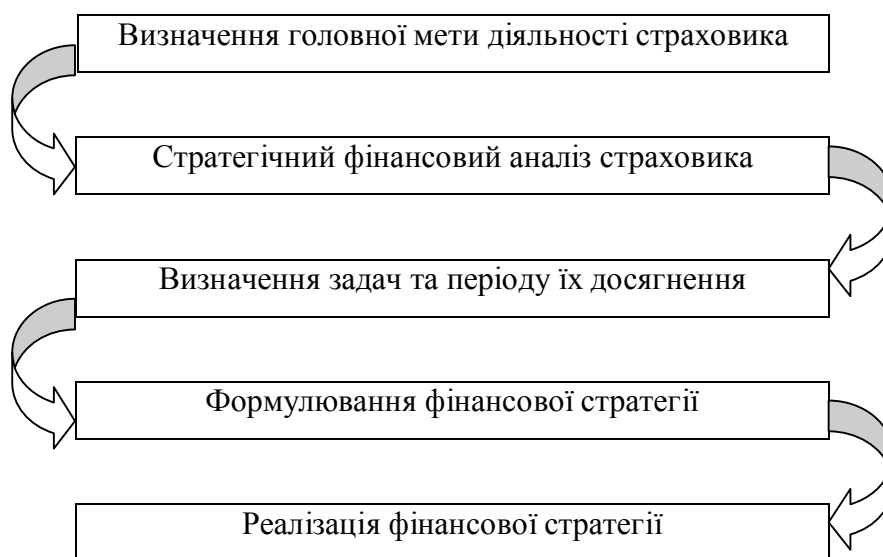 Визначення головної мети діяльності страховика
Стратегічний фінансовий аналіз страховика
Визначення задач та періоду їх досягнення
Формулювання фінансової стратегії
Реалізація фінансової стратегії